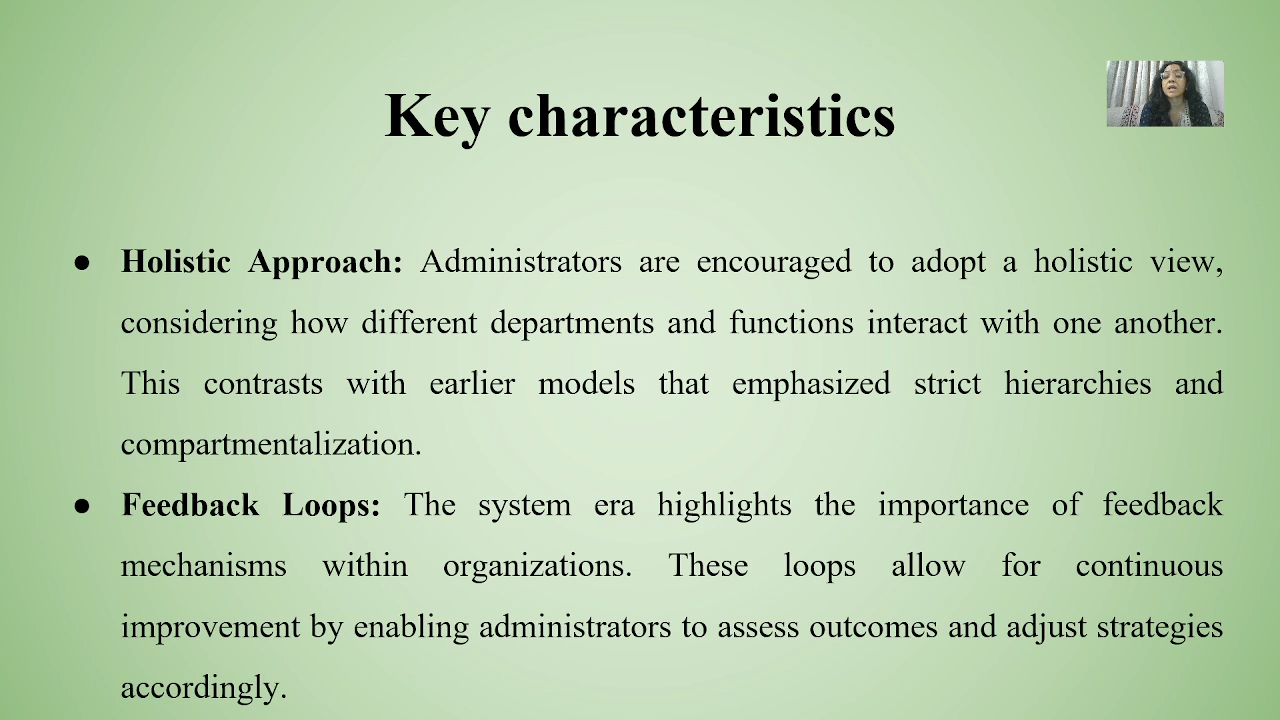 Key characteristics
● Holistic Approach: Administrators are encouraged to adopt a holistic view,
considering how different departments and functions interact with one another.
This contrasts with earlier models that emphasized strict hierarchies and
compartmentalization.
● Feedback Loops: The system era highlights the importance of feedback
mechanisms within organizations. These loops allow for continuous
improvement by enabling administrators to assess outcomes and adjust strategies
accordingly.